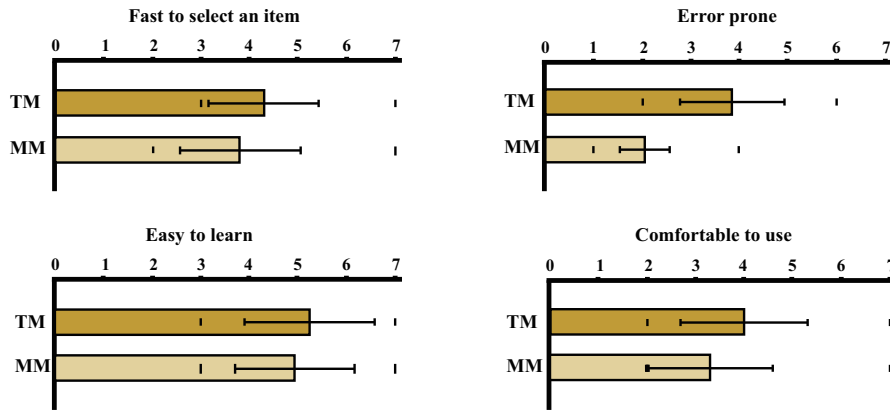 Fast to select an item
0 1 2 3 4 5 6 7
TM
MM
Error prone
0 1 2 3 4 5 6 7
TM
MM
Easy to learn
0 1 2 3 4 5 6 7
TM
MM
Comfortable to use
0 1 2 3 4 5 6 7
TM
MM